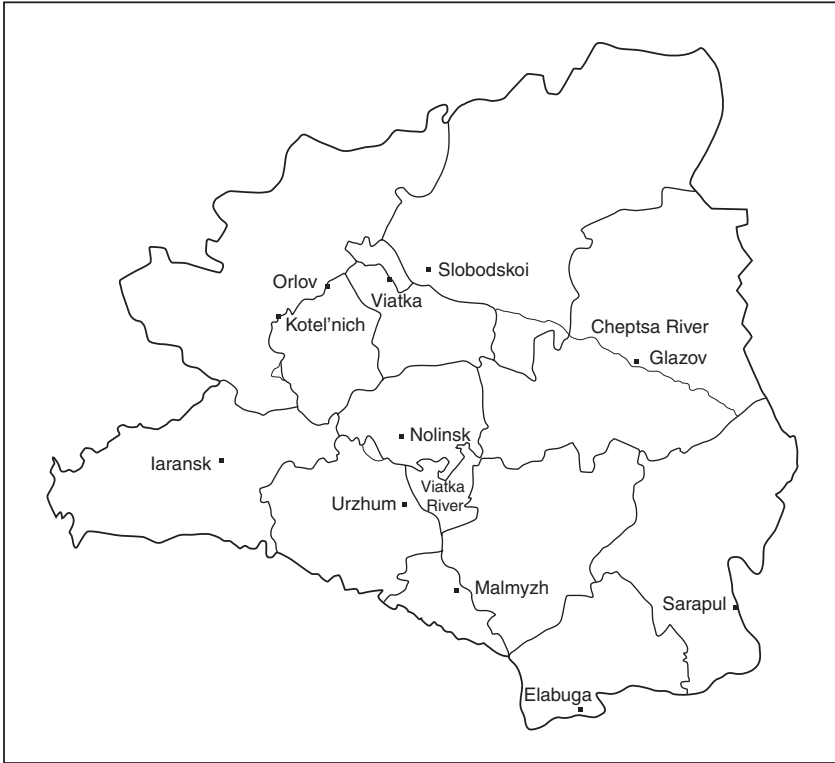 Slobodskoi
Orlov
Viatka
Kotel'nich
Cheptsa River
Glazov
Nolinsk
Iaransk
Viatka
River
Urzhum
Malmyzh
Sarapul
Elabuga